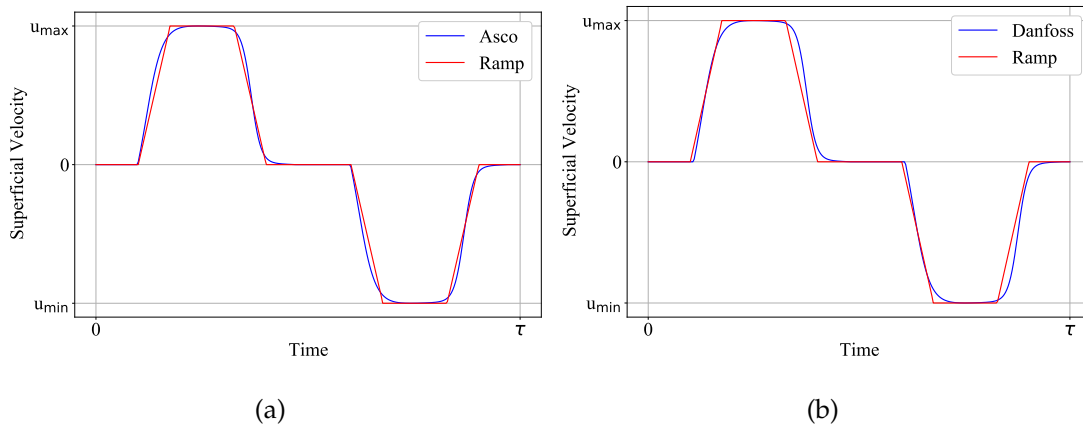 u_max
0
u_min
Superficial Velocity
Asco
Ramp
0
τ
Time
(a)
u_max
0
u_min
Superficial Velocity
Danfoss
Ramp
0
τ
Time
(b)